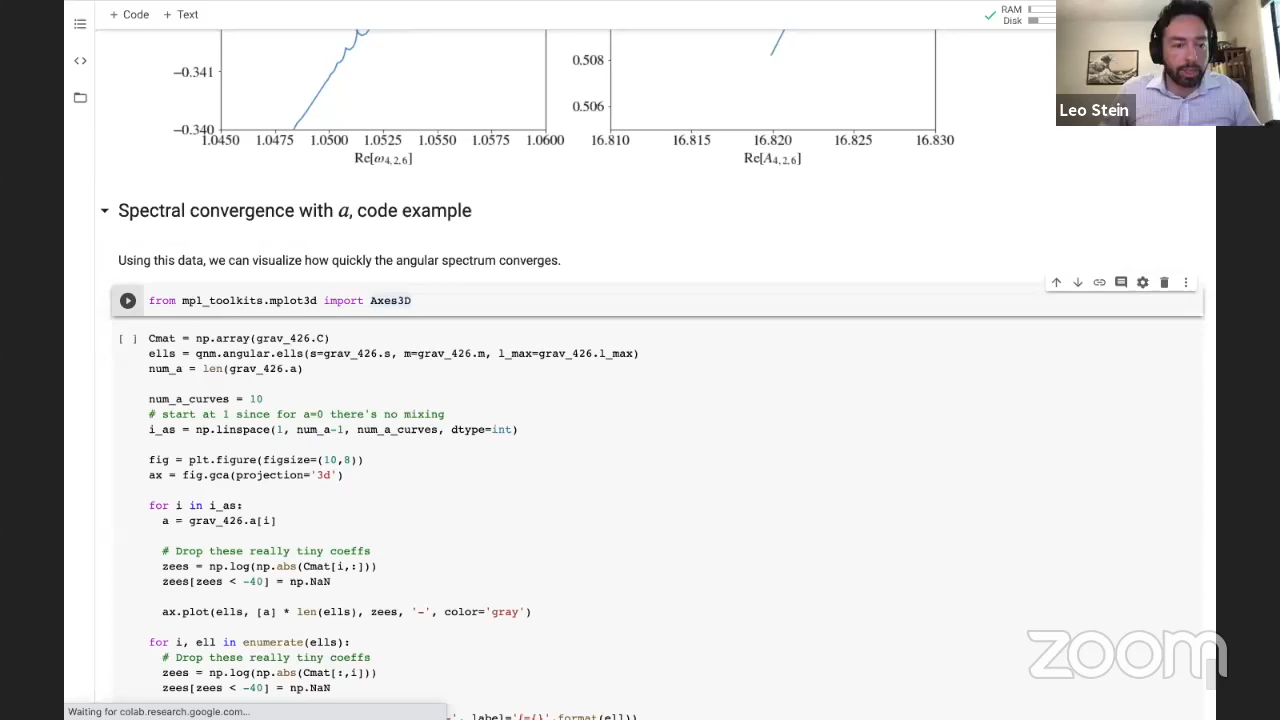 + Code + Text
RAM
Disk
Leo Stein
−0.341
−0.340
1.0450 1.0475 1.0500 1.0525 1.0550 1.0575 1.0600
Re[ω4,2,6]
0.508
0.506
16.810 16.815 16.820 16.825 16.830
Re[A4,2,6]
Spectral convergence with a, code example
Using this data, we can visualize how quickly the angular spectrum converges.
from mpl_toolkits.mplot3d import Axes3D
[ ] Cmat = np.array(grav_426.C)
ells = qnm.angular.ells(s=grav_426.s, m=grav_426.m, l_max=grav_426.l_max)
num_a = len(grav_426.a)
num_a_curves = 10
# start at 1 since for a=0 there's no mixing
i_as = np.linspace(1, num_a-1, num_a_curves, dtype=int)
fig = plt.figure(figsize=(10,8))
ax = fig.gca(projection='3d')
for i in i_as:
a = grav_426.a[i]
# Drop these really tiny coeffs
zees = np.log(np.abs(Cmat[i,:]))
zees[zees < -40] = np.NaN
ax.plot(ells, [a] * len(ells), zees, '-', color='gray')
for i, ell in enumerate(ells):
# Drop these really tiny coeffs
zees = np.log(np.abs(Cmat[:,i]))
zees[zees < -40] = np.NaN
-', label='l={}'.format(ell))
Waiting for colab.research.google.com...
zoom